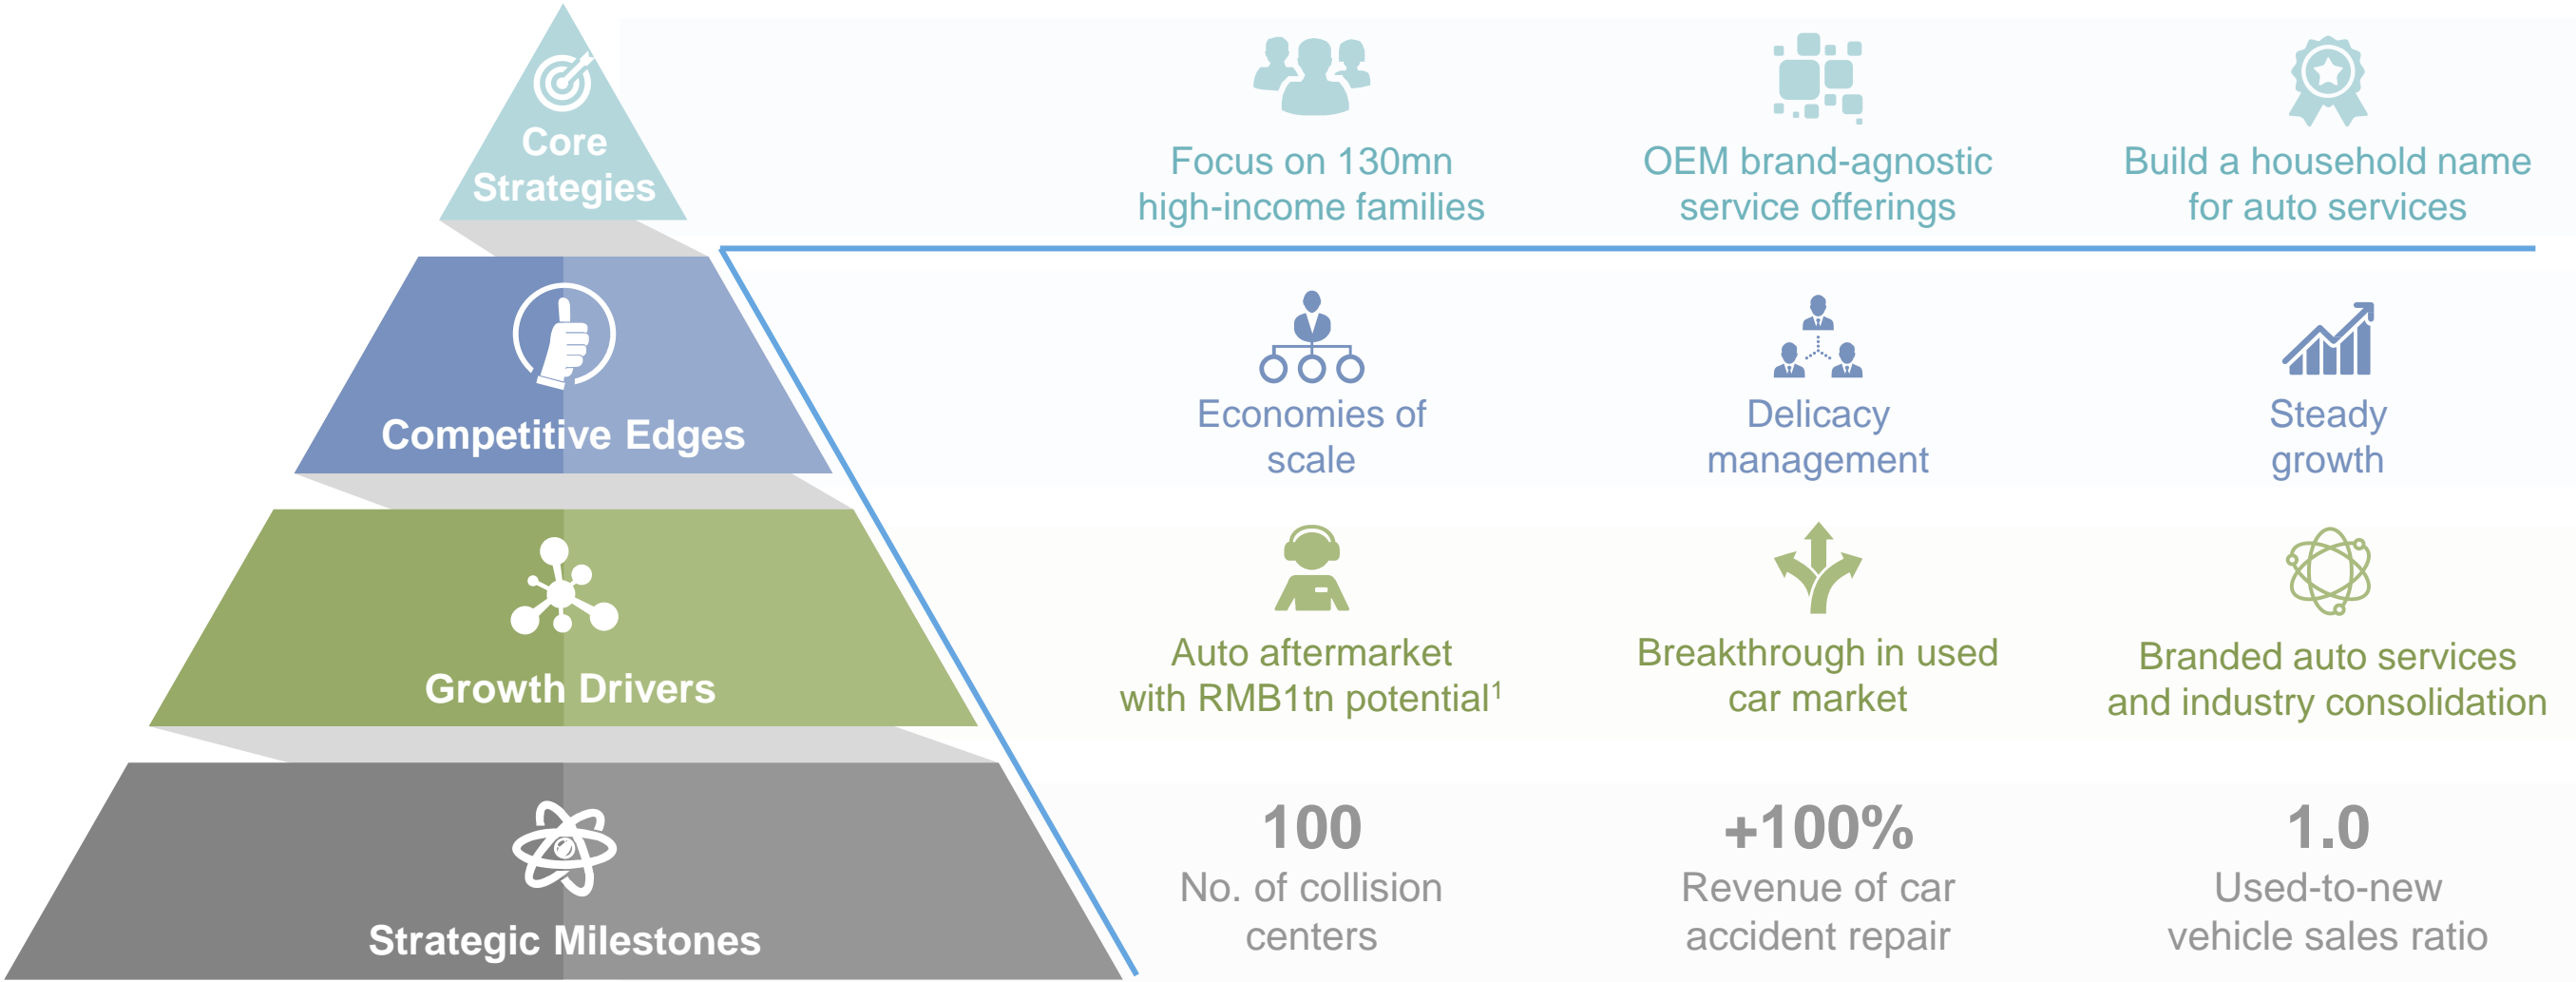 Core
Strategies
Focus on 130mn
high-income families
OEM brand-agnostic
service offerings
Build a household name
for auto services
Competitive Edges
Economies of
scale
Delicacy
management
Steady
growth
Growth Drivers
Auto aftermarket
with RMB1tn potential¹
Breakthrough in used
car market
Branded auto services
and industry consolidation
Strategic Milestones
100
No. of collision
centers
+100%
Revenue of car
accident repair
1.0
Used-to-new
vehicle sales ratio